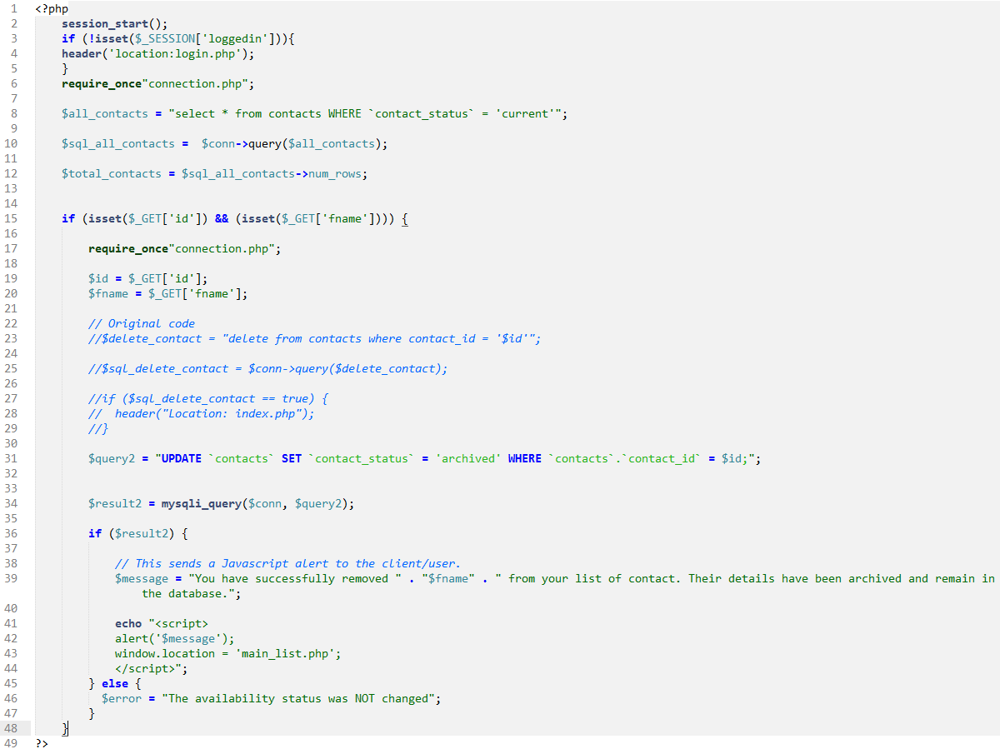 1 <?php
2 session_start();
3 if (!isset($_SESSION['loggedin'])){
4 header('location:login.php');
5 }
6 require_once"connection.php";
7
8 $all_contacts = "select * from contacts WHERE `contact_status` = 'current'";
9
10 $sql_all_contacts =  $conn->query($all_contacts);
11
12 $total_contacts = $sql_all_contacts->num_rows;
13
14
15 if (isset($_GET['id']) && (isset($_GET['fname']))) {
16
17 require_once"connection.php";
18
19 $id = $_GET['id'];
20 $fname = $_GET['fname'];
21
22 // Original code
23 //$delete_contact = "delete from contacts where contact_id = '$id'";
24
25 //$sql_delete_contact = $conn->query($delete_contact);
26
27 //if ($sql_delete_contact == true) {
28 //  header("Location: index.php");
29 //}
30
31 $query2 = "UPDATE `contacts` SET `contact_status` = 'archived' WHERE `contacts`.`contact_id` = $id;";
32
33
34 $result2 = mysqli_query($conn, $query2);
35
36 if ($result2) {
37
38 // This sends a Javascript alert to the client/user.
39 $message = "You have successfully removed " . "$fname" . " from your list of contact. Their details have been archived and remain in
the database.";
40
41 echo "<script>
42 alert('$message');
43 window.location = 'main_list.php';
44 </script>";
45 } else {
46 $error = "The availability status was NOT changed";
47 }
48 }
49 ?>